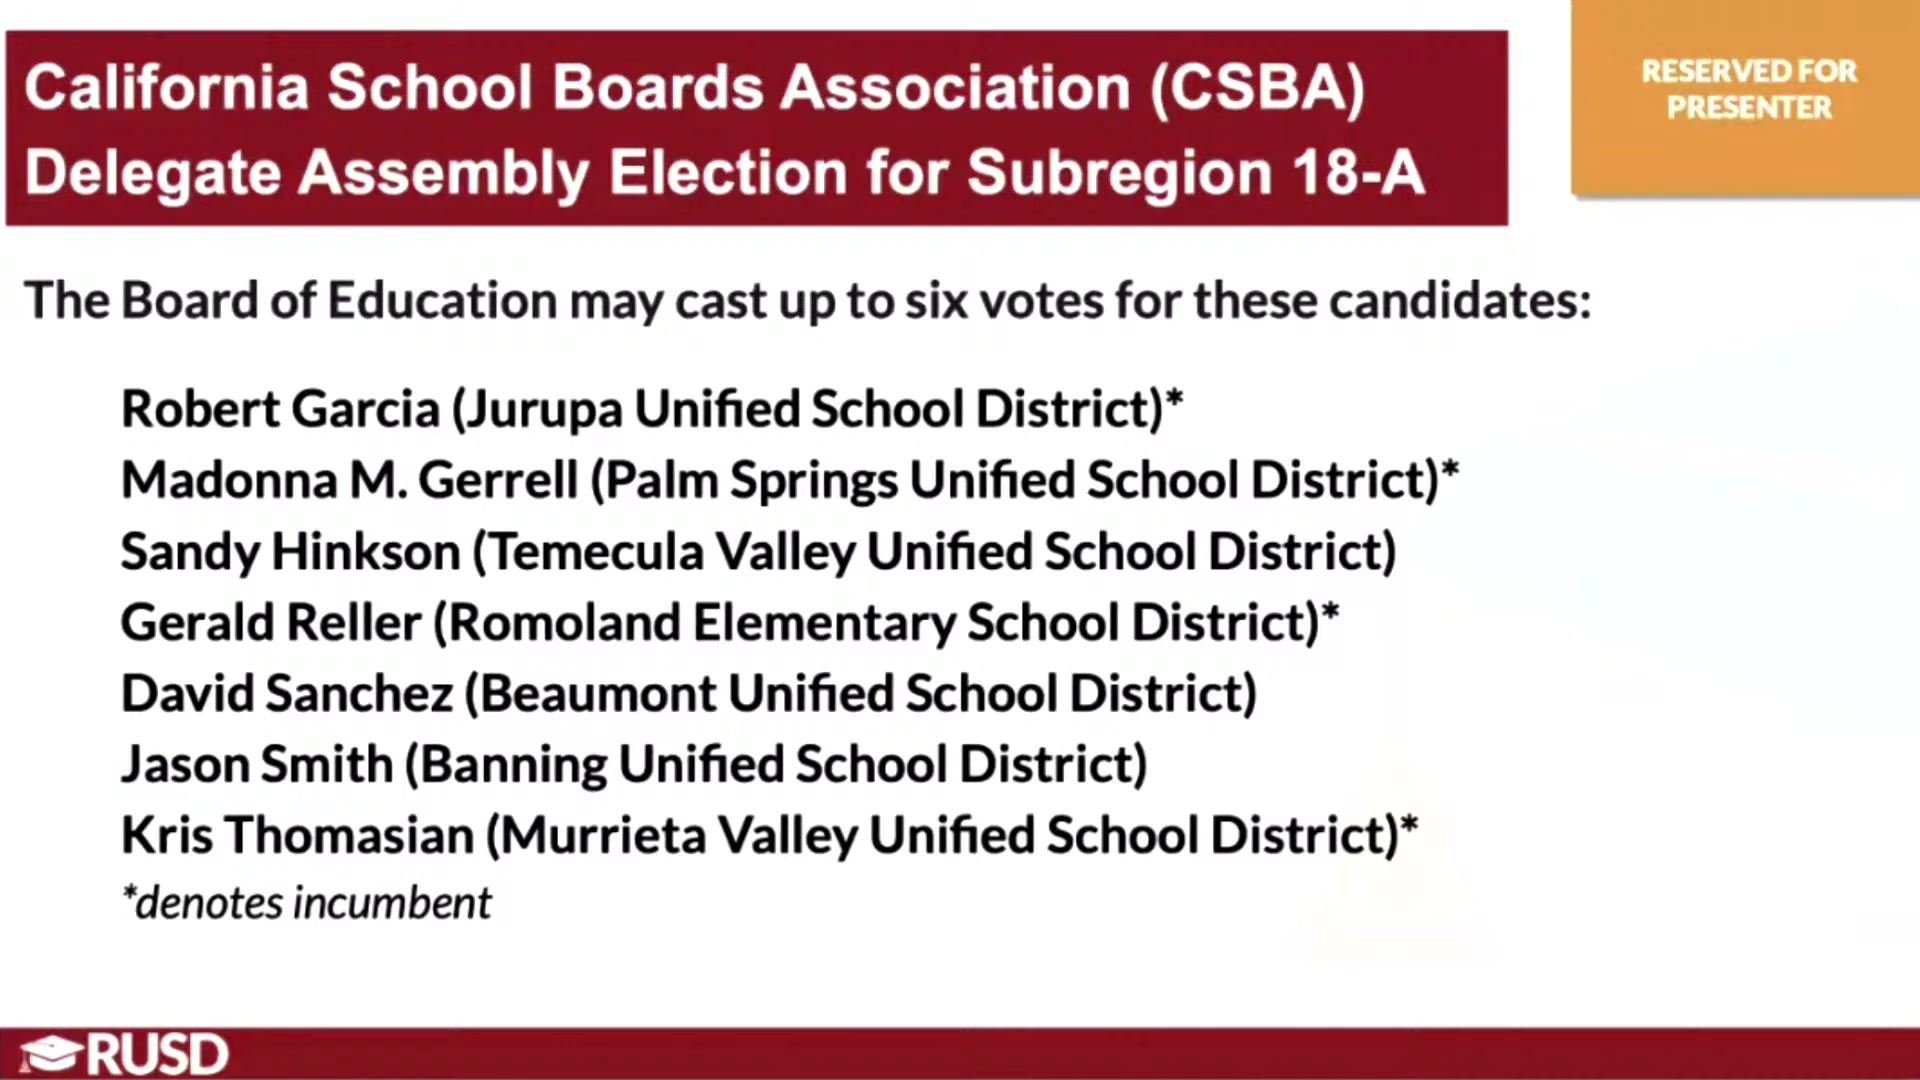 California School Boards Association (CSBA)
Delegate Assembly Election for Subregion 18-A
RESERVED FOR
PRESENTER
The Board of Education may cast up to six votes for these candidates:
Robert Garcia (Jurupa Unified School District)*
Madonna M. Gerrell (Palm Springs Unified School District)*
Sandy Hinkson (Temecula Valley Unified School District)
Gerald Reller (Romoland Elementary School District)*
David Sanchez (Beaumont Unified School District)
Jason Smith (Banning Unified School District)
Kris Thomasian (Murrieta Valley Unified School District)*
*denotes incumbent
RUSD